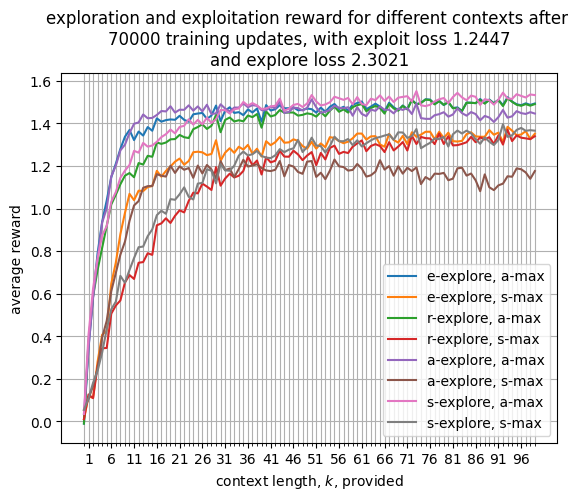 exploration and exploitation reward for different contexts after
70000 training updates, with exploit loss 1.2447
and explore loss 2.3021
1.6
1.4
1.2
1.0
0.8
0.6
0.4
0.2
0.0
average reward
e-explore, a-max
e-explore, s-max
r-explore, a-max
r-explore, s-max
a-explore, a-max
a-explore, s-max
s-explore, a-max
s-explore, s-max
1 6 11 16 21 26 31 36 41 46 51 56 61 66 71 76 81 86 91 96
context length, k, provided